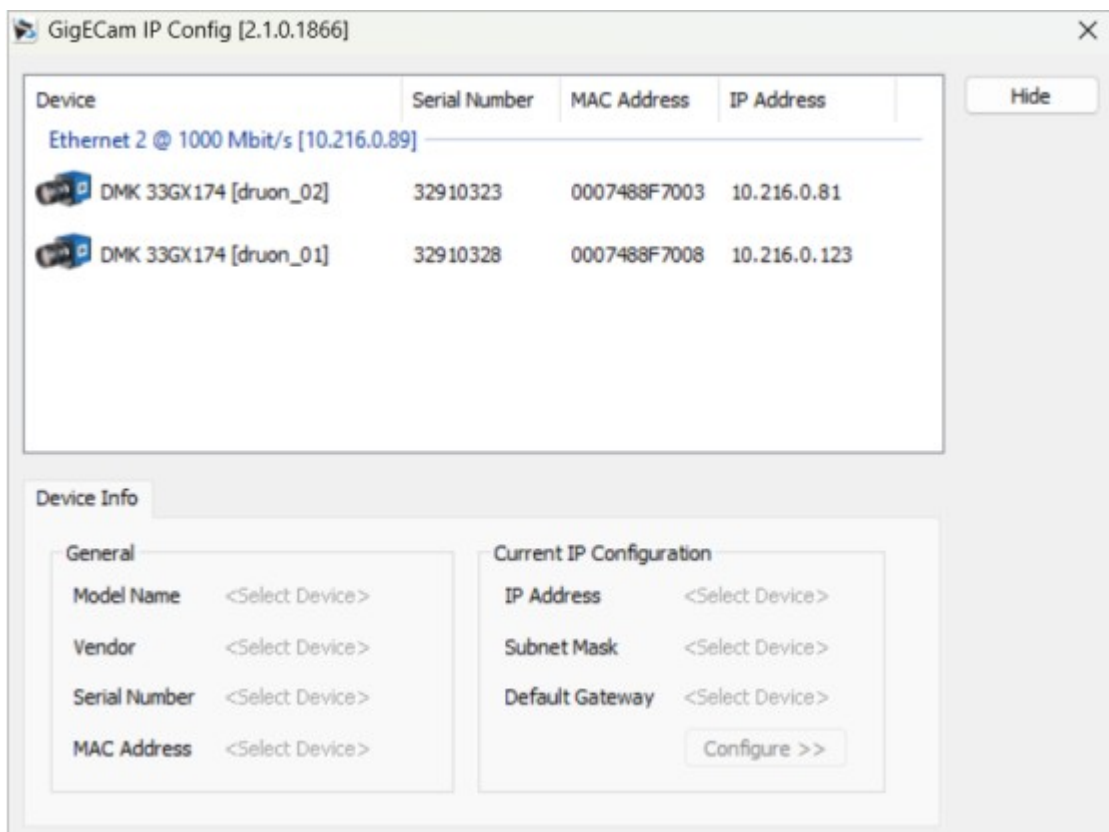 GigECam IP Config [2.1.0.1866]
Device Serial Number MAC Address IP Address
Hide
Ethernet 2 @ 1000 Mbit/s [10.216.0.89]
DMK 33GX174 [druon_02] 32910323 0007488F7003 10.216.0.81
DMK 33GX174 [druon_01] 32910328 0007488F7008 10.216.0.123
Device Info
General
Model Name <Select Device>
Vendor <Select Device>
Serial Number <Select Device>
MAC Address <Select Device>
Current IP Configuration
IP Address <Select Device>
Subnet Mask <Select Device>
Default Gateway <Select Device>
Configure >>